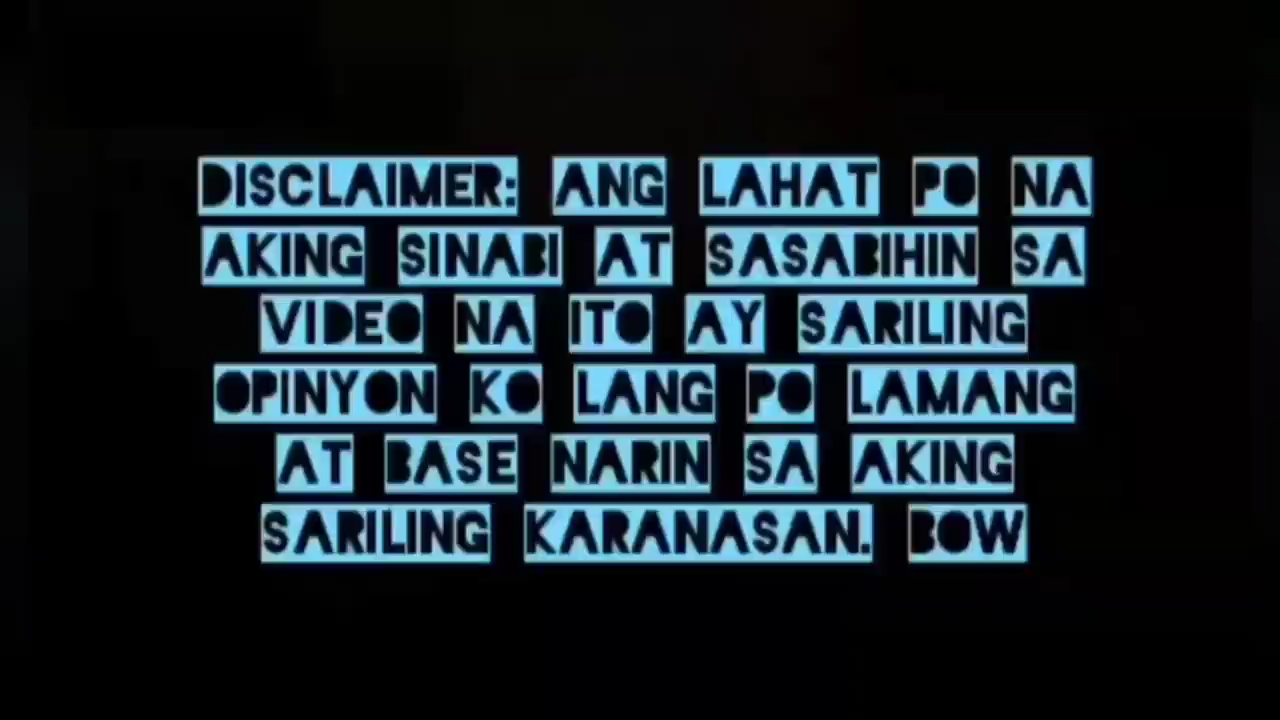 DISCLAIMER: ANG LAHAT PO NA
AKING SINABI AT SASABIHIN SA
VIDEO NA ITO AY SARILING
OPINYON KO LANG PO LAMANG
AT BASE NARIN SA AKING
SARILING KARANASAN. BOW